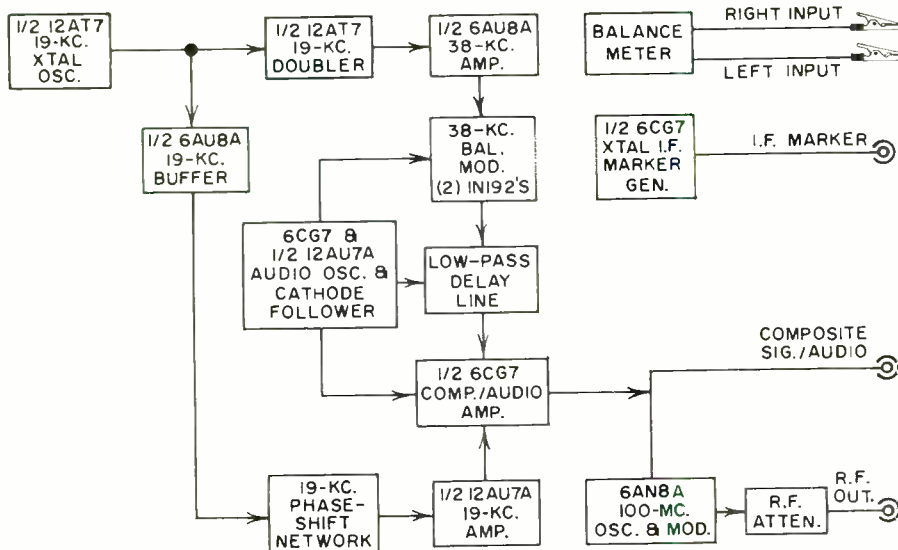 1/2 12AT7
19-KC.
XTAL
OSC.
1/2 12AT7
19-KC.
DOUBLER
1/2 6AU8A
38-KC.
AMP.
BALANCE
METER
RIGHT INPUT
LEFT INPUT
1/2 6AU8A
19-KC.
BUFFER
38-KC.
BAL.
MOD.
(2) IN192'S
1/2 6CG7
XTAL I.F.
MARKER
GEN.
I.F. MARKER
6CG7 &
1/2 12AU7A
AUDIO OSC. &
CATHODE
FOLLOWER
LOW-PASS
DELAY
LINE
1/2 6CG7
COMP./AUDIO
AMP.
COMPOSITE
SIG./AUDIO
19-KC.
PHASE-
SHIFT
NETWORK
1/2 12AU7A
19-KC.
AMP.
6AN8A
100-MC.
OSC. & MOD.
R.F.
ATTEN.
R.F.
OUT.